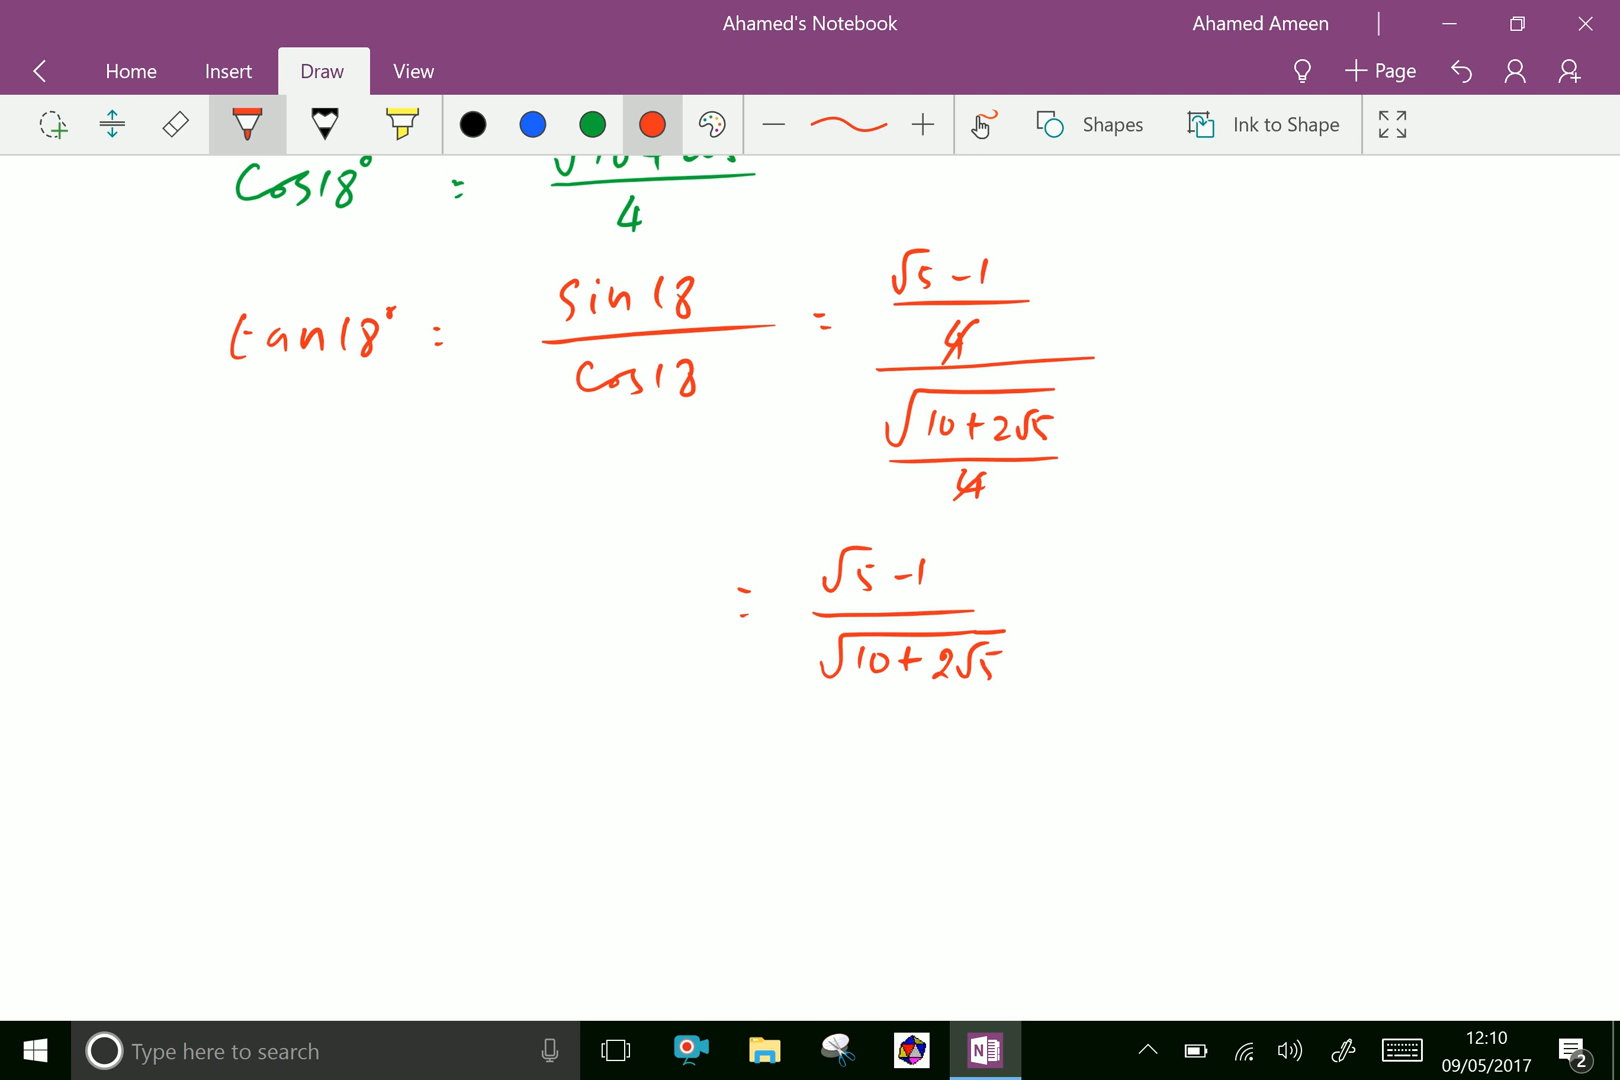 Ahamed's Notebook Ahamed Ameen
Home Insert Draw View Page
Shapes Ink to Shape
Cos18° =
4
tan18° = sin18 / cos18 = (√5 -1 / 4) / (√10+2√5 / 4)
= √5 -1 / √10+2√5
Type here to search
12:10
09/05/2017
2